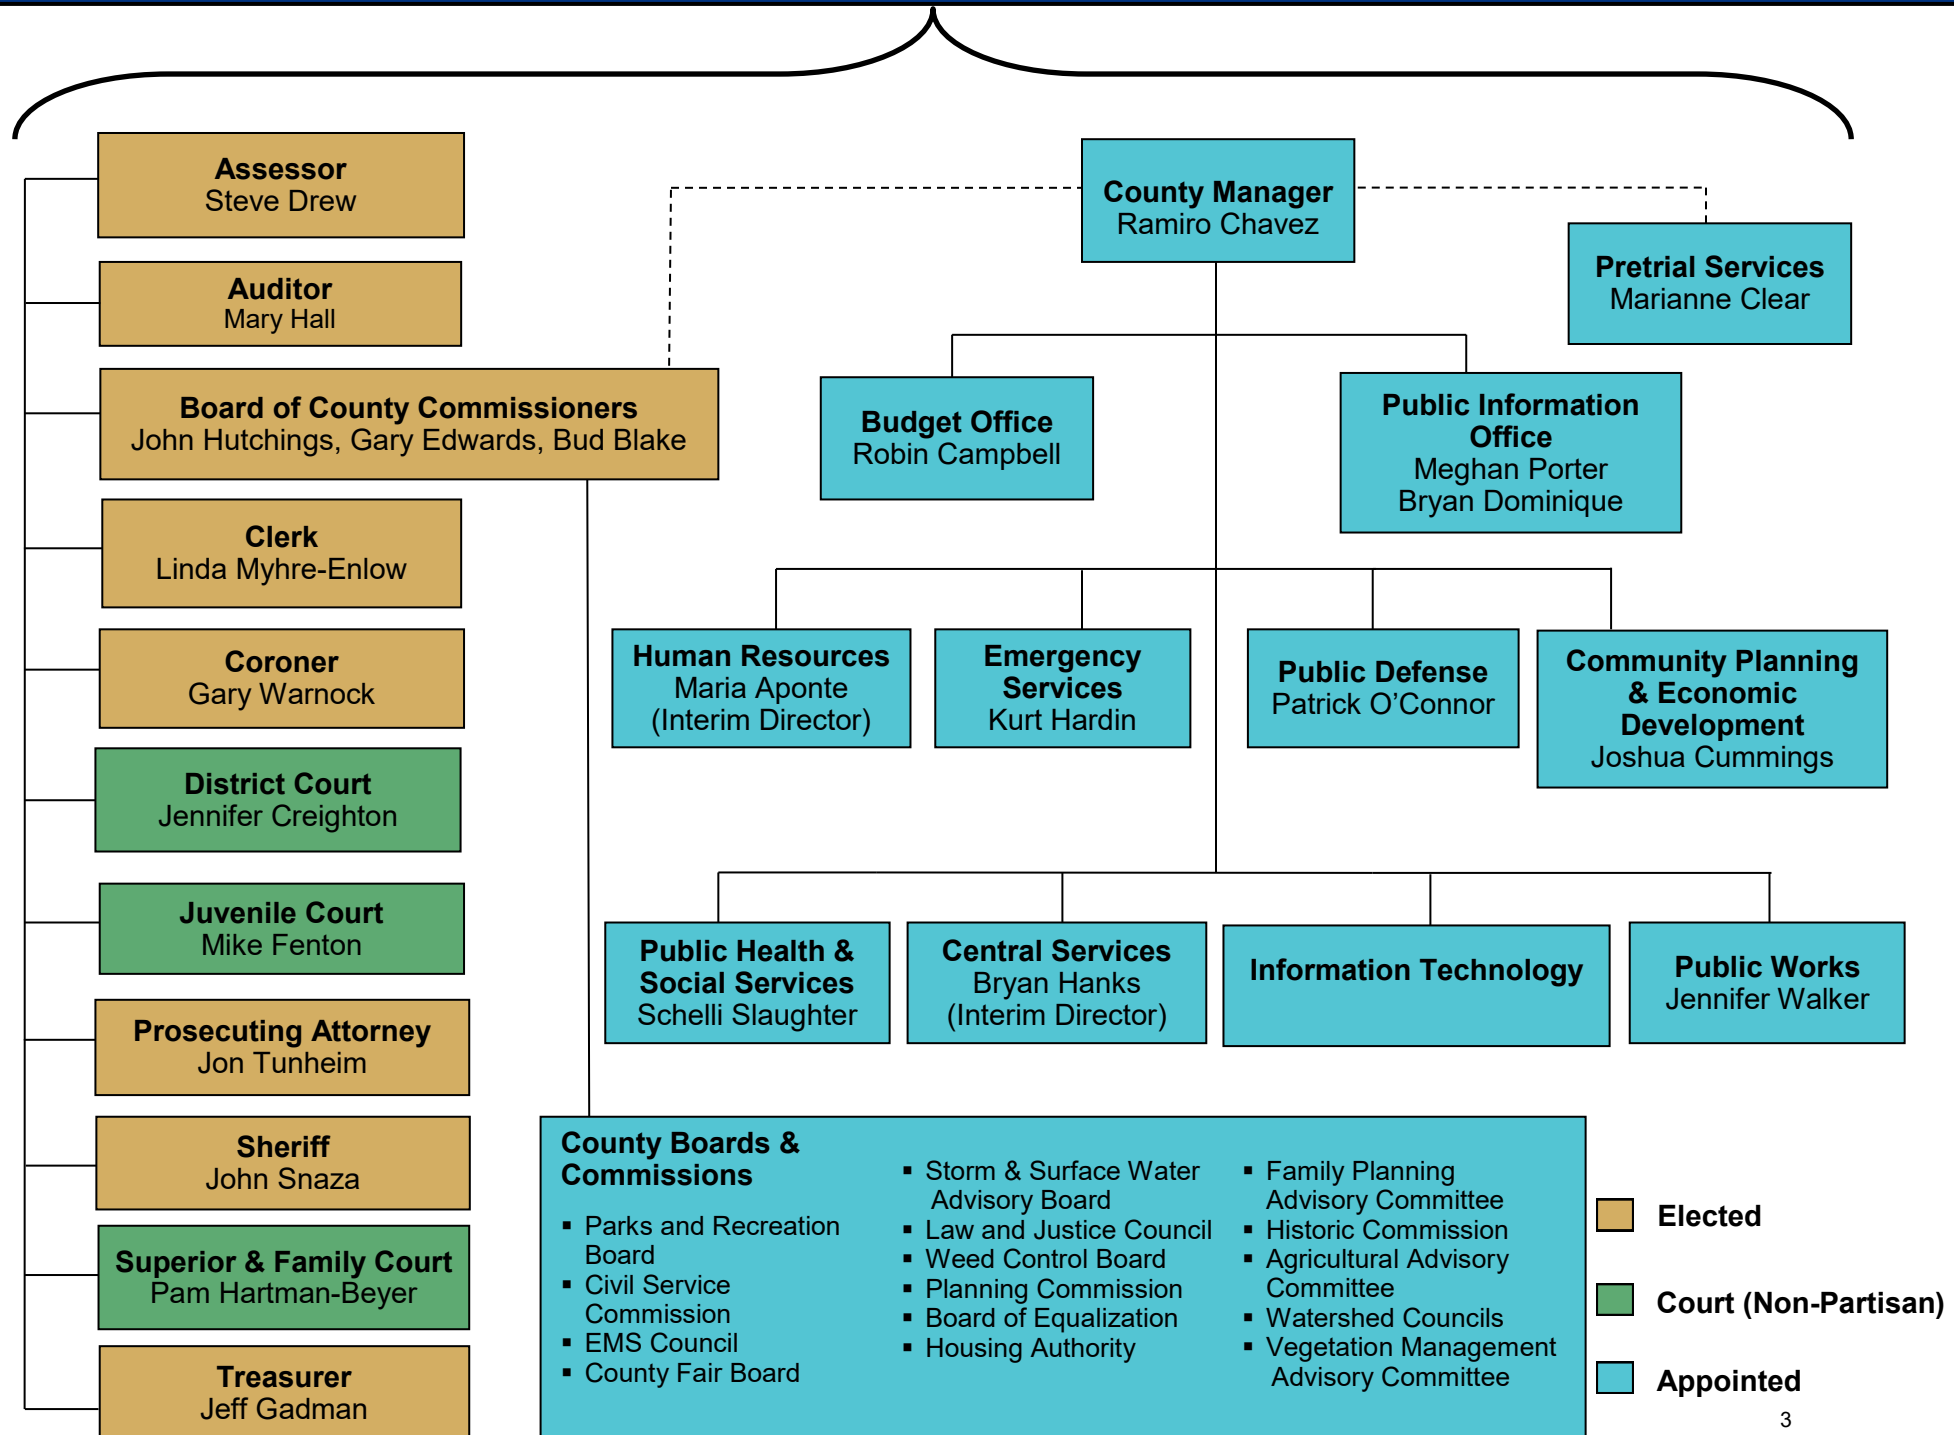 Assessor
Steve Drew
Auditor
Mary Hall
Board of County Commissioners
John Hutchings, Gary Edwards, Bud Blake
Clerk
Linda Myhre-Enlow
Coroner
Gary Warnock
District Court
Jennifer Creighton
Juvenile Court
Mike Fenton
Prosecuting Attorney
Jon Tunheim
Sheriff
John Snaza
Superior & Family Court
Pam Hartman-Beyer
Treasurer
Jeff Gadman
County Manager
Ramiro Chavez
Pretrial Services
Marianne Clear
Budget Office
Robin Campbell
Public Information
Office
Meghan Porter
Bryan Dominique
Human Resources
Maria Aponte
(Interim Director)
Emergency
Services
Kurt Hardin
Public Defense
Patrick O’Connor
Community Planning
& Economic
Development
Joshua Cummings
Public Health &
Social Services
Schelli Slaughter
Central Services
Bryan Hanks
(Interim Director)
Information Technology
Public Works
Jennifer Walker
County Boards &
Commissions
▪ Parks and Recreation
Board
▪ Civil Service
Commission
▪ EMS Council
▪ County Fair Board
▪ Storm & Surface Water
Advisory Board
▪ Law and Justice Council
▪ Weed Control Board
▪ Planning Commission
▪ Board of Equalization
▪ Housing Authority
▪ Family Planning
Advisory Committee
▪ Historic Commission
▪ Agricultural Advisory
Committee
▪ Watershed Councils
▪ Vegetation Management
Advisory Committee
Elected
Court (Non-Partisan)
Appointed
3